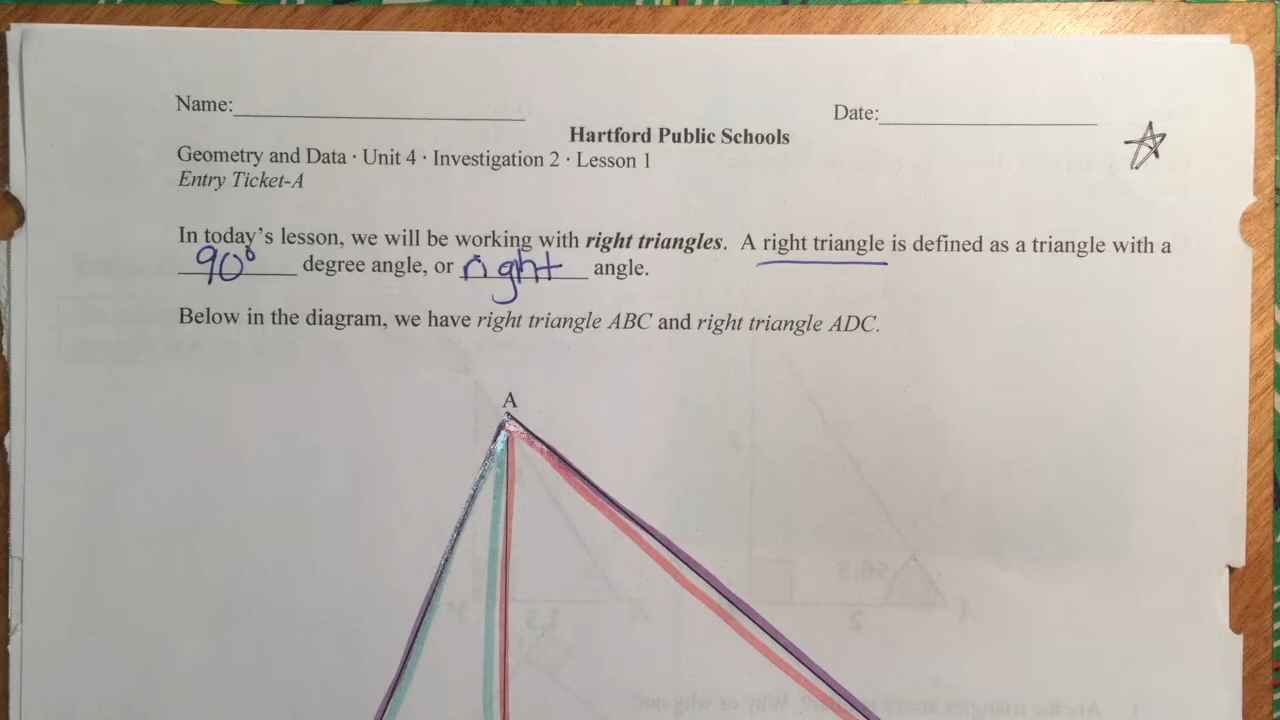 Name:
Date:
Hartford Public Schools
Geometry and Data · Unit 4 · Investigation 2 · Lesson 1
Entry Ticket-A
In today's lesson, we will be working with right triangles. A right triangle is defined as a triangle with a
90° degree angle, or right angle.
Below in the diagram, we have right triangle ABC and right triangle ADC.
A